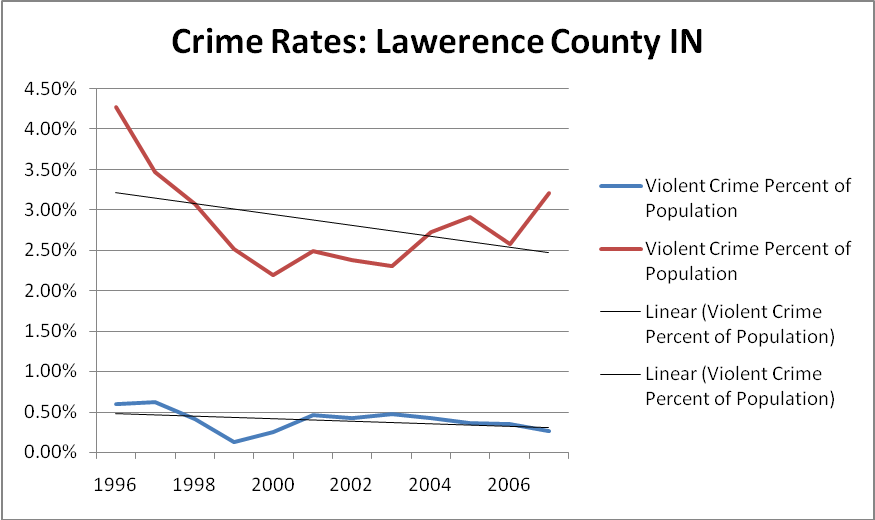 Crime Rates: Lawerence County IN
4.50%
4.00%
3.50%
3.00%
2.50%
2.00%
1.50%
1.00%
0.50%
0.00%
1996 1998 2000 2002 2004 2006
Violent Crime Percent of
Population
Violent Crime Percent of
Population
Linear (Violent Crime
Percent of Population)
Linear (Violent Crime
Percent of Population)